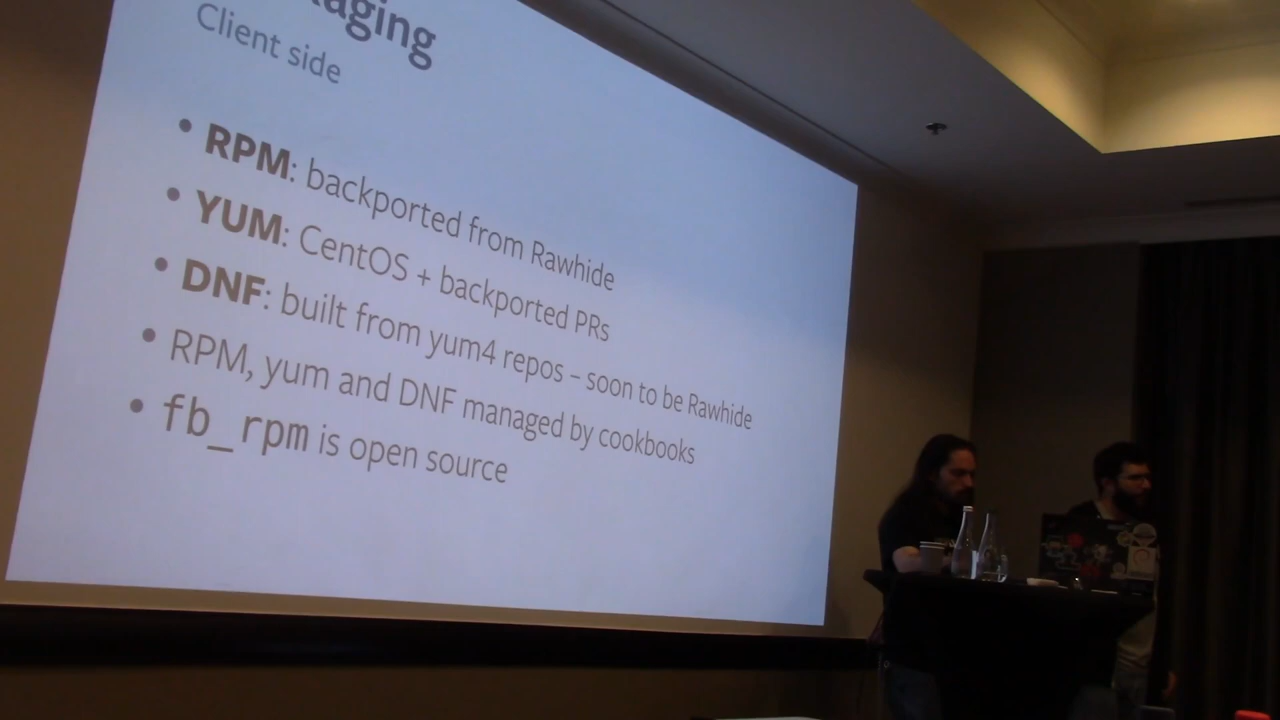 Client side
• RPM: backported from Rawhide
• YUM: CentOS + backported PRs
• DNF: built from yum4 repos – soon to be Rawhide
• RPM, yum and DNF managed by cookbooks
• fb_rpm is open source